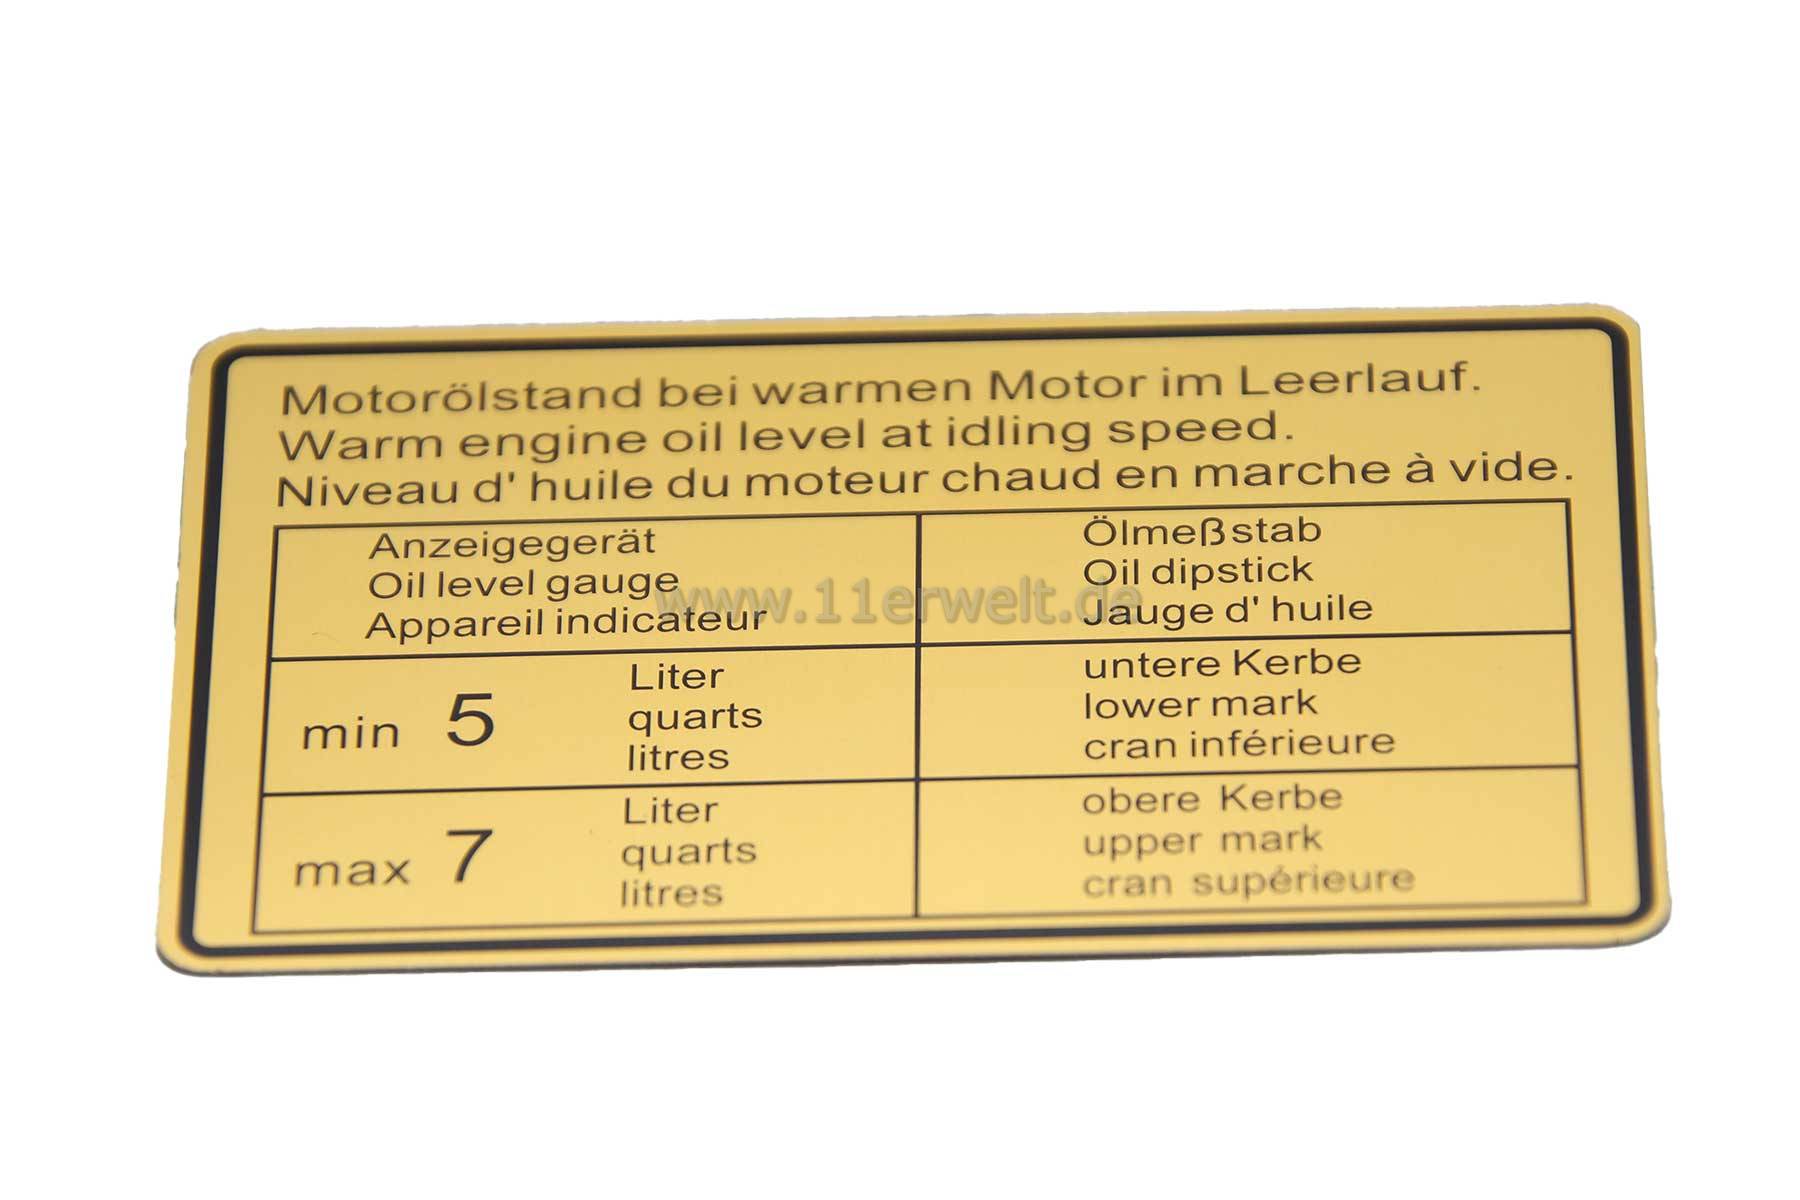 Motorölstand bei warmen Motor im Leerlauf.
Warm engine oil level at idling speed.
Niveau d' huile du moteur chaud en marche à vide.
Anzeigegerät
Oil level gauge
Appareil indicateur
Ölmeßstab
Oil dipstick
Jauge d' huile
www.11erwelt.de
min 5
Liter
quarts
litres
untere Kerbe
lower mark
cran inférieure
max 7
Liter
quarts
litres
obere Kerbe
upper mark
cran supérieure